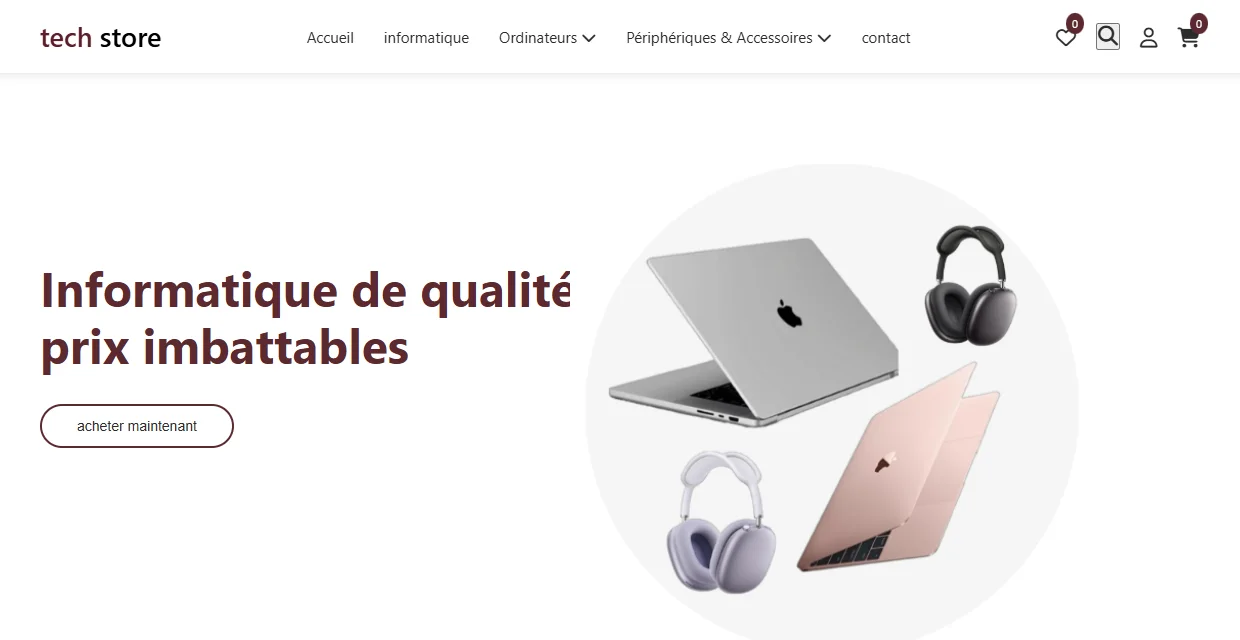 tech store
Accueil
informatique
Ordinateurs
Périphériques & Accessoires
contact
0
0
Informatique de qualité
prix imbattables
acheter maintenant